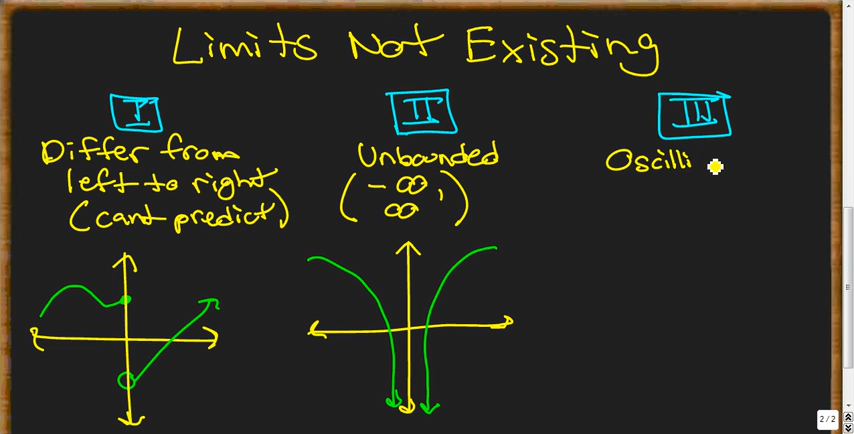 Limits Not Existing
I
Differ from
left to right
(cant predict)
II
Unbounded
(-∞,
∞)
III
Oscilli
2/2